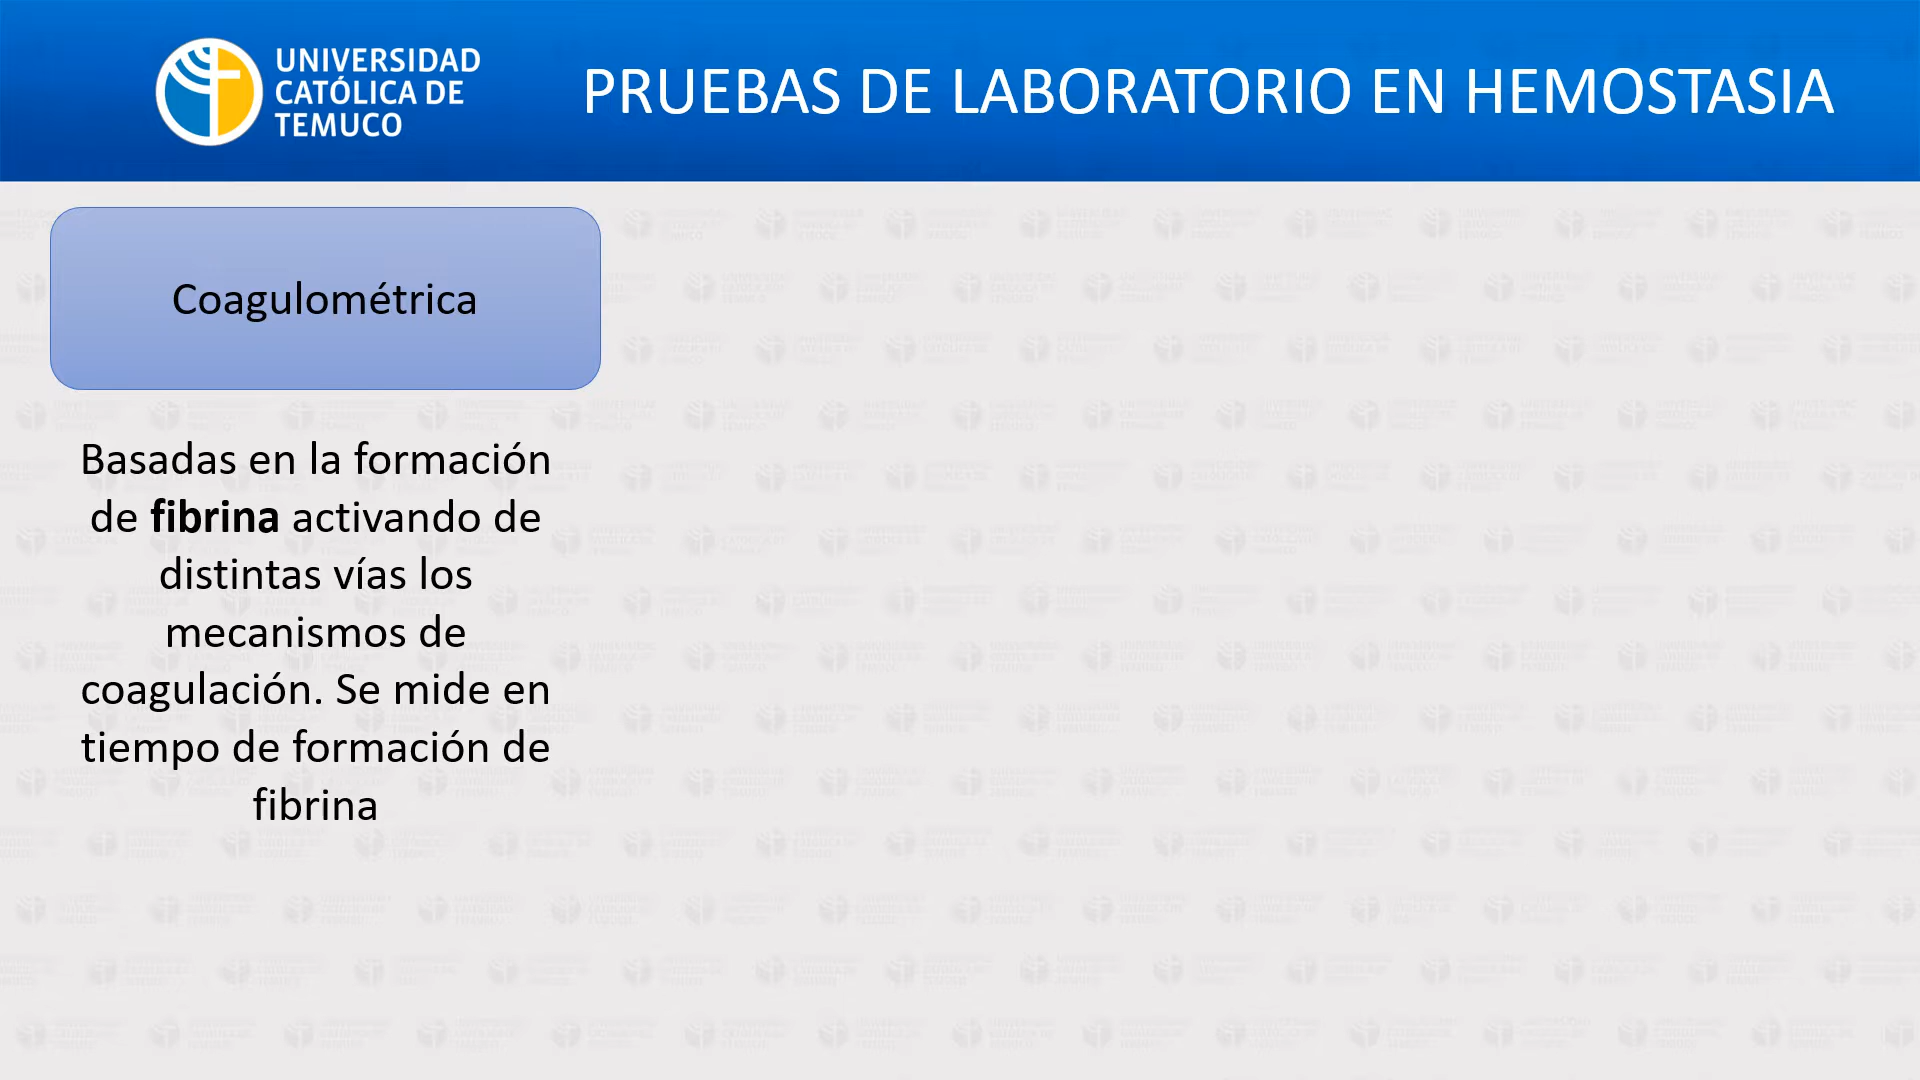 UNIVERSIDAD
CATÓLICA DE
TEMUCO
PRUEBAS DE LABORATORIO EN HEMOSTASIA
Coagulométrica
Basadas en la formación
de fibrina activando de
distintas vías los
mecanismos de
coagulación. Se mide en
tiempo de formación de
fibrina